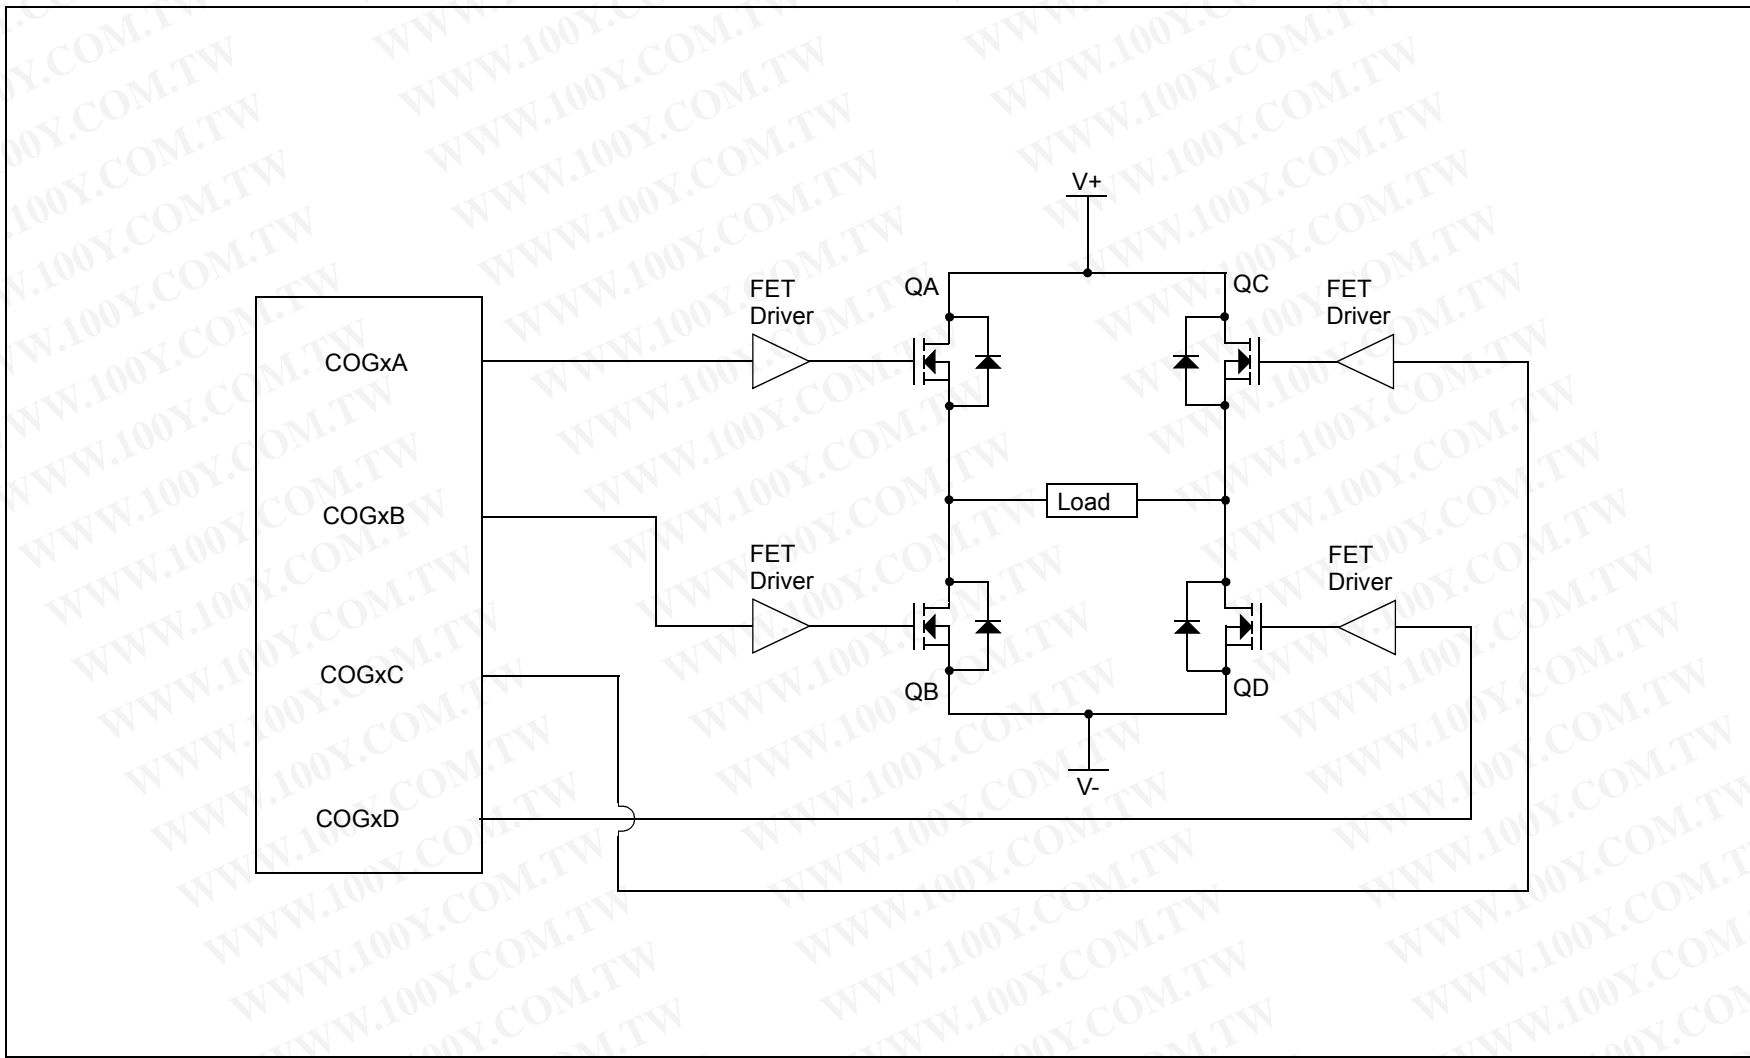 V+
QA
QC
FET
Driver
FET
Driver
COGxA
COGxB
Load
FET
Driver
FET
Driver
COGxC
QB
QD
V-
COGxD
WWW.100Y.COM.TW